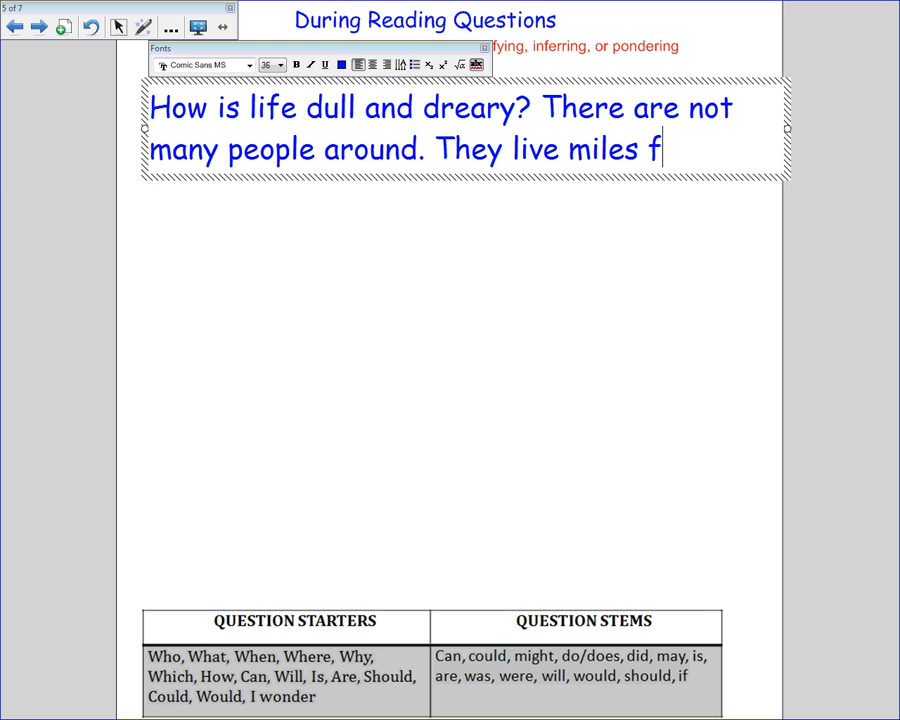 5 of 7
During Reading Questions
fying, inferring, or pondering
Fonts
Comic Sans MS 36 B I U
How is life dull and dreary? There are not
many people around. They live miles f
QUESTION STARTERS QUESTION STEMS
Who, What, When, Where, Why,
Which, How, Can, Will, Is, Are, Should,
Could, Would, I wonder
Can, could, might, do/does, did, may, is,
are, was, were, will, would, should, if